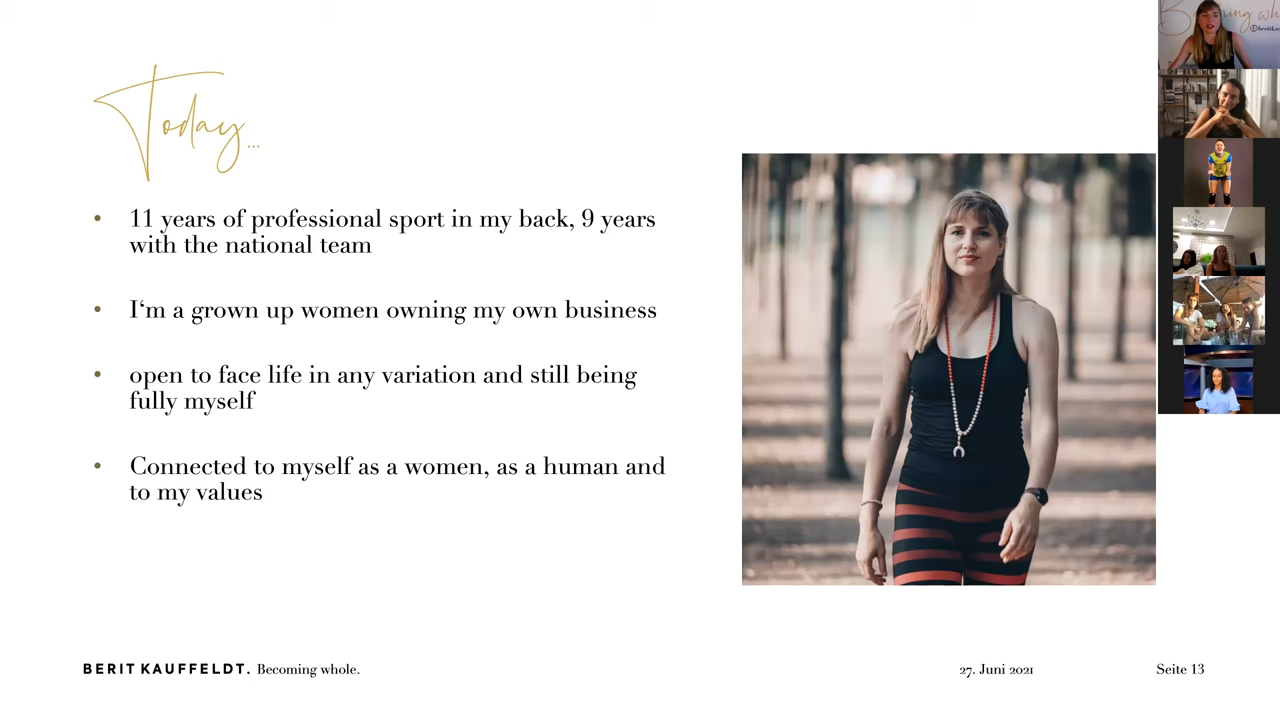 Today...
• 11 years of professional sport in my back, 9 years
with the national team
• I‘m a grown up women owning my own business
• open to face life in any variation and still being
fully myself
• Connected to myself as a women, as a human and
to my values
BERIT KAUFFELDT. Becoming whole.
27. Juni 2021
Seite 13